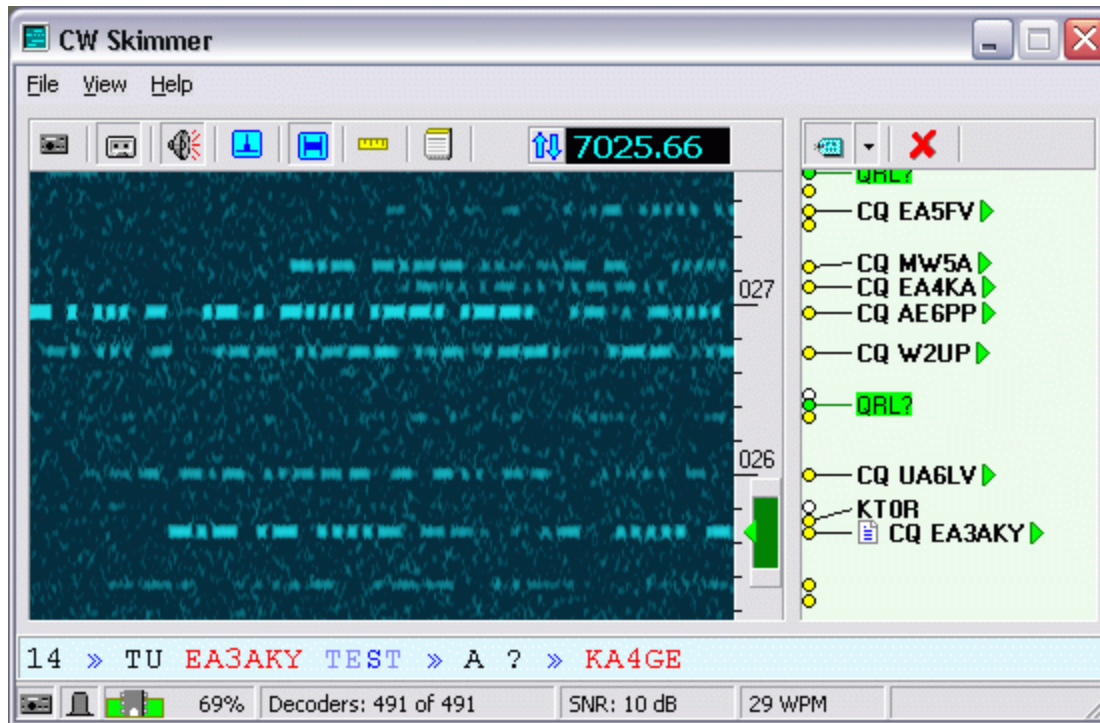 CW Skimmer
File View Help
7025.66
QRL?
CQ EA5FV
CQ MW5A
027
CQ EA4KA
CQ AE6PP
CQ W2UP
QRL?
026
CQ UA6LV
KT0R
CQ EA3AKY
14 » TU EA3AKY TEST » A ? » KA4GE
69% Decoders: 491 of 491 SNR: 10 dB 29 WPM